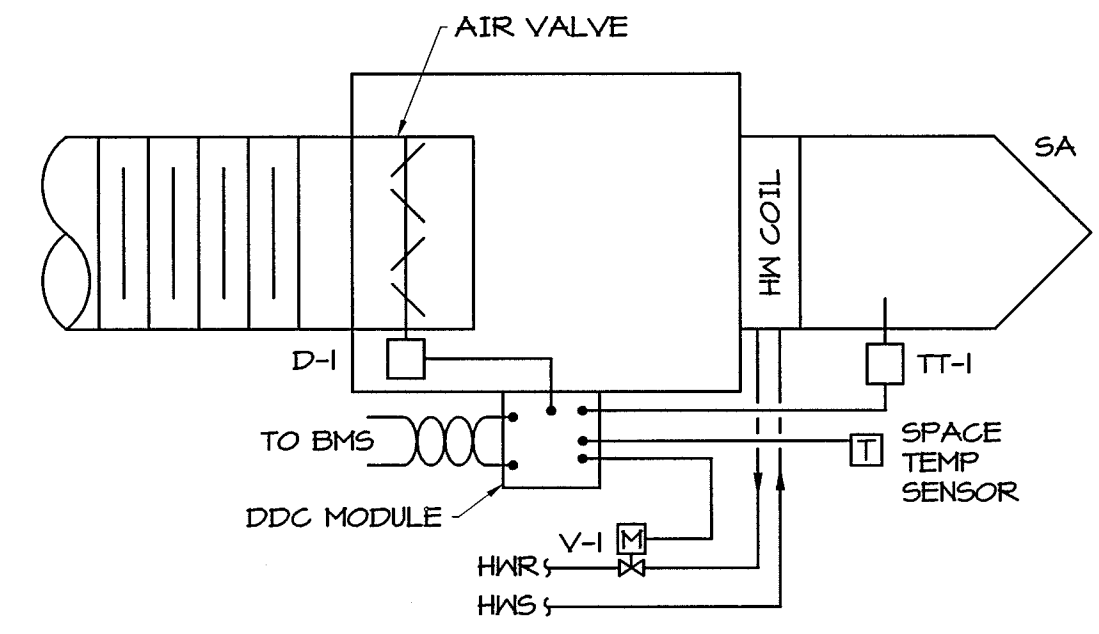 AIR VALVE
SA
HW COIL
D-1
TT-1
TO BMS
T
SPACE
TEMP
SENSOR
DDC MODULE
V-1
M
HWR
HWS